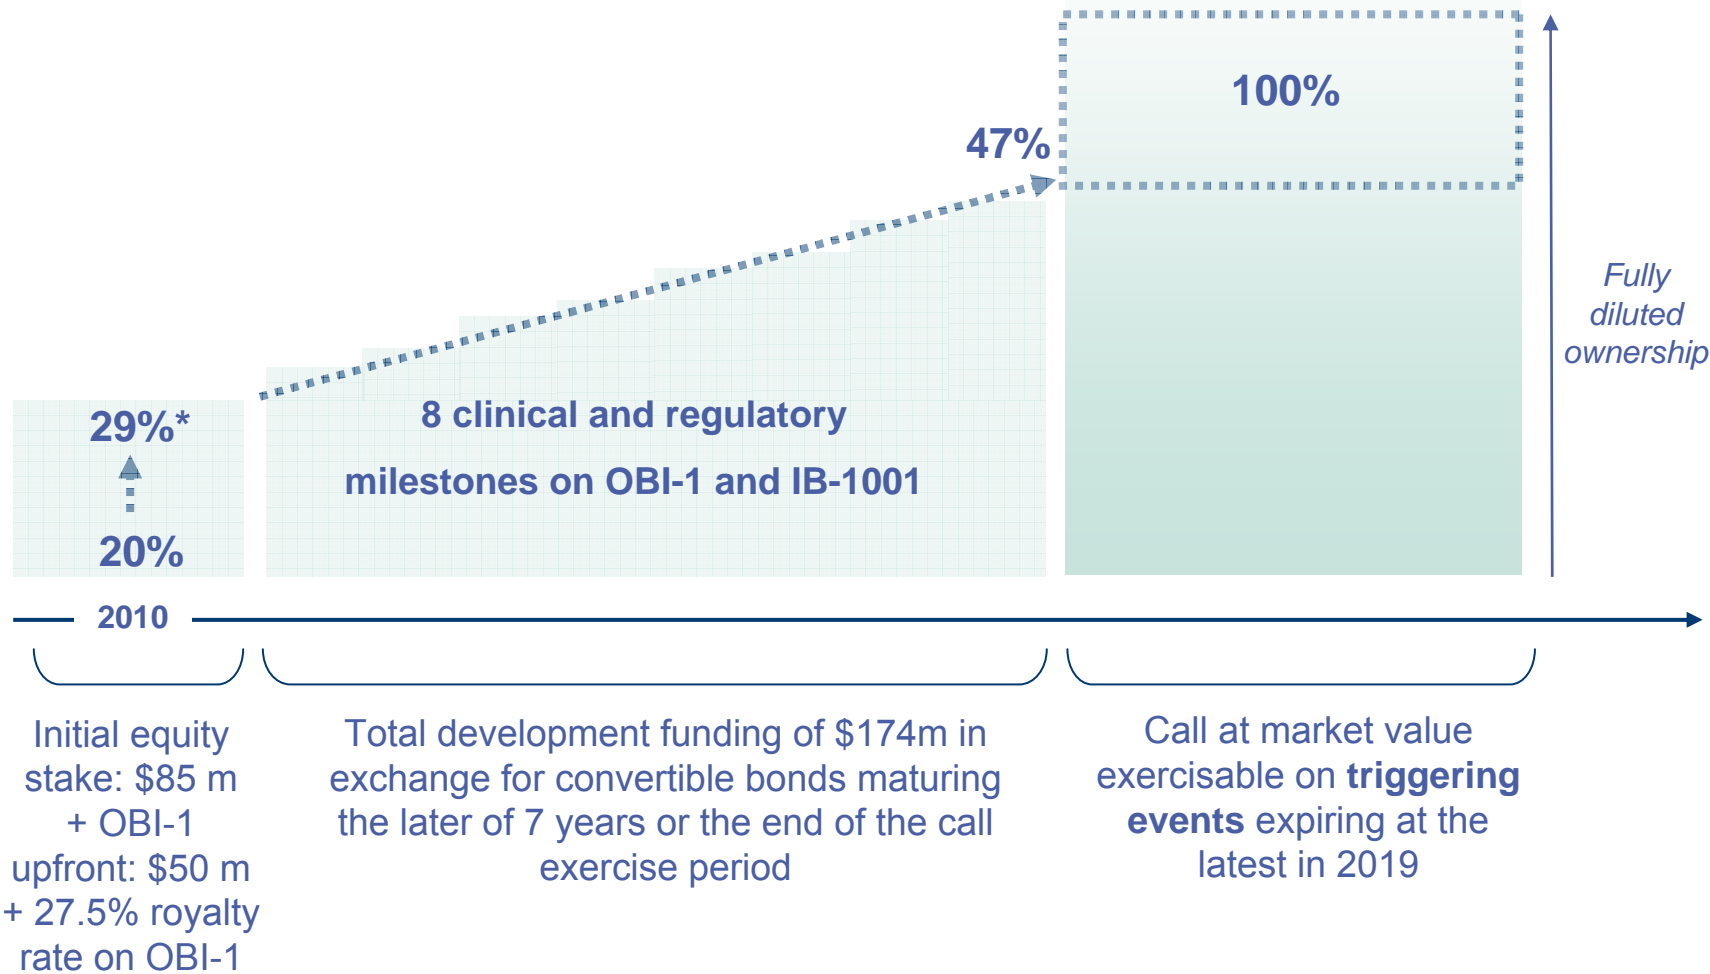 100%
47%
Fully
diluted
ownership
29%*
20%
8 clinical and regulatory
milestones on OBI-1 and IB-1001
2010
Initial equity
stake: $85 m
+ OBI-1
upfront: $50 m
+ 27.5% royalty
rate on OBI-1
Total development funding of $174m in
exchange for convertible bonds maturing
the later of 7 years or the end of the call
exercise period
Call at market value
exercisable on triggering
events expiring at the
latest in 2019